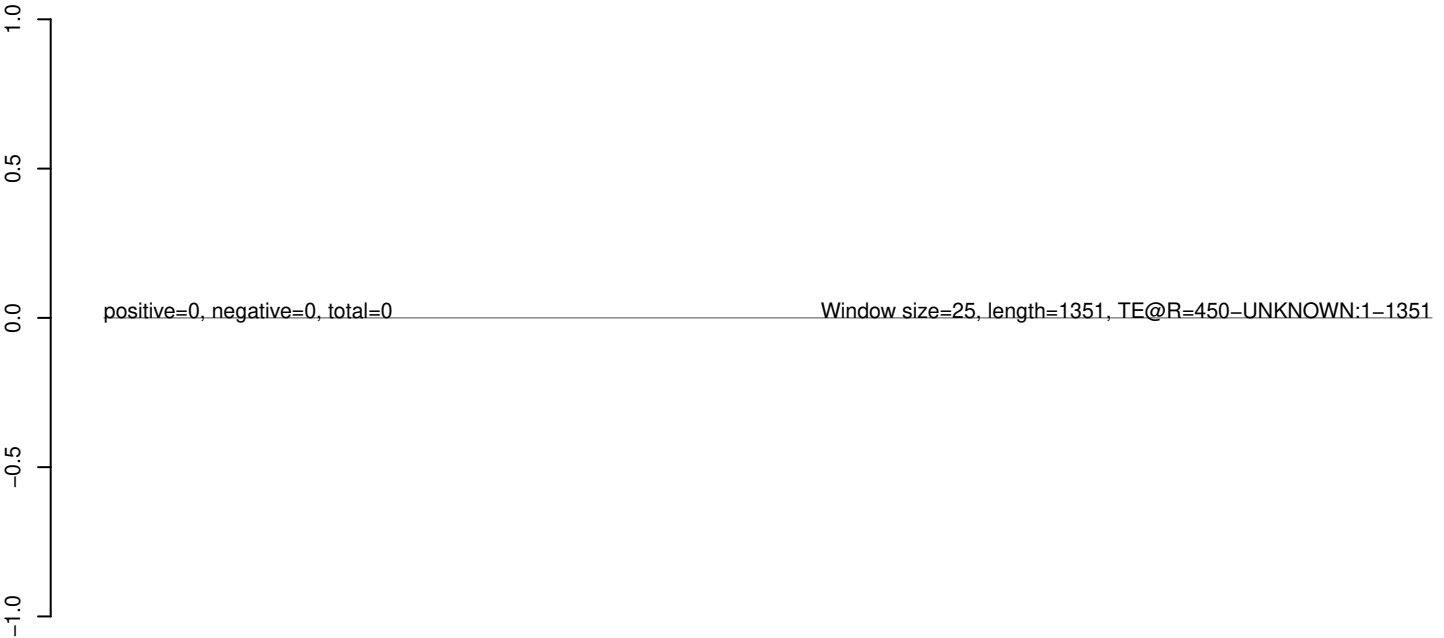 1.0
0.5
positive=0, negative=0, total=0
Window size=25, length=1351, TE@R=450−UNKNOWN:1−1351
0.0
−0.5
−1.0